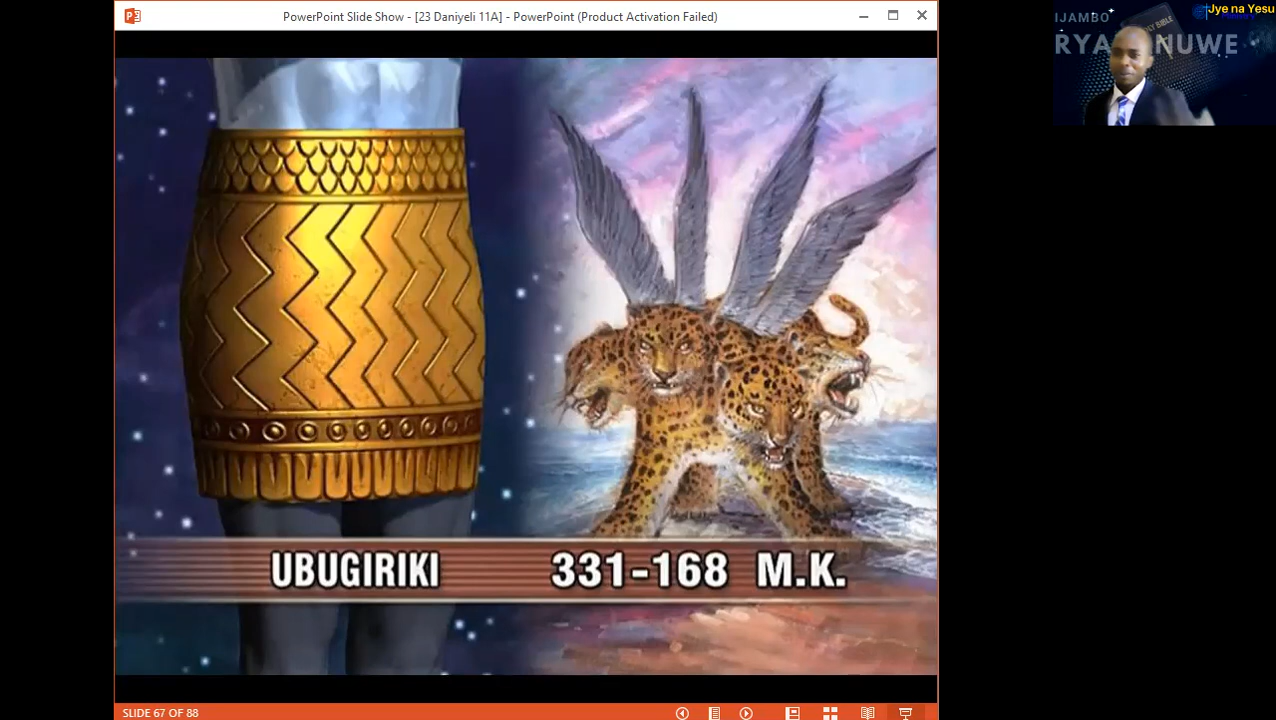 PowerPoint Slide Show - [23 Daniyeli 11A] - PowerPoint (Product Activation Failed)
Jye na Yesu
IJAMBO
UBUGIRIKI 331-168 M.K.
SLIDE 67 OF 88